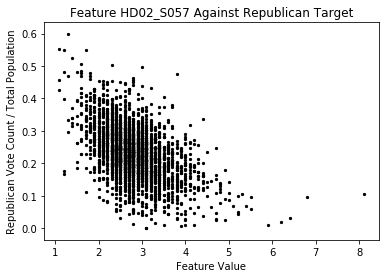 Feature HD02_S057 Against Republican Target
Republican Vote Count / Total Population
0.6
0.5
0.4
0.3
0.2
0.1
0.0
1 2 3 4 5 6 7 8
Feature Value